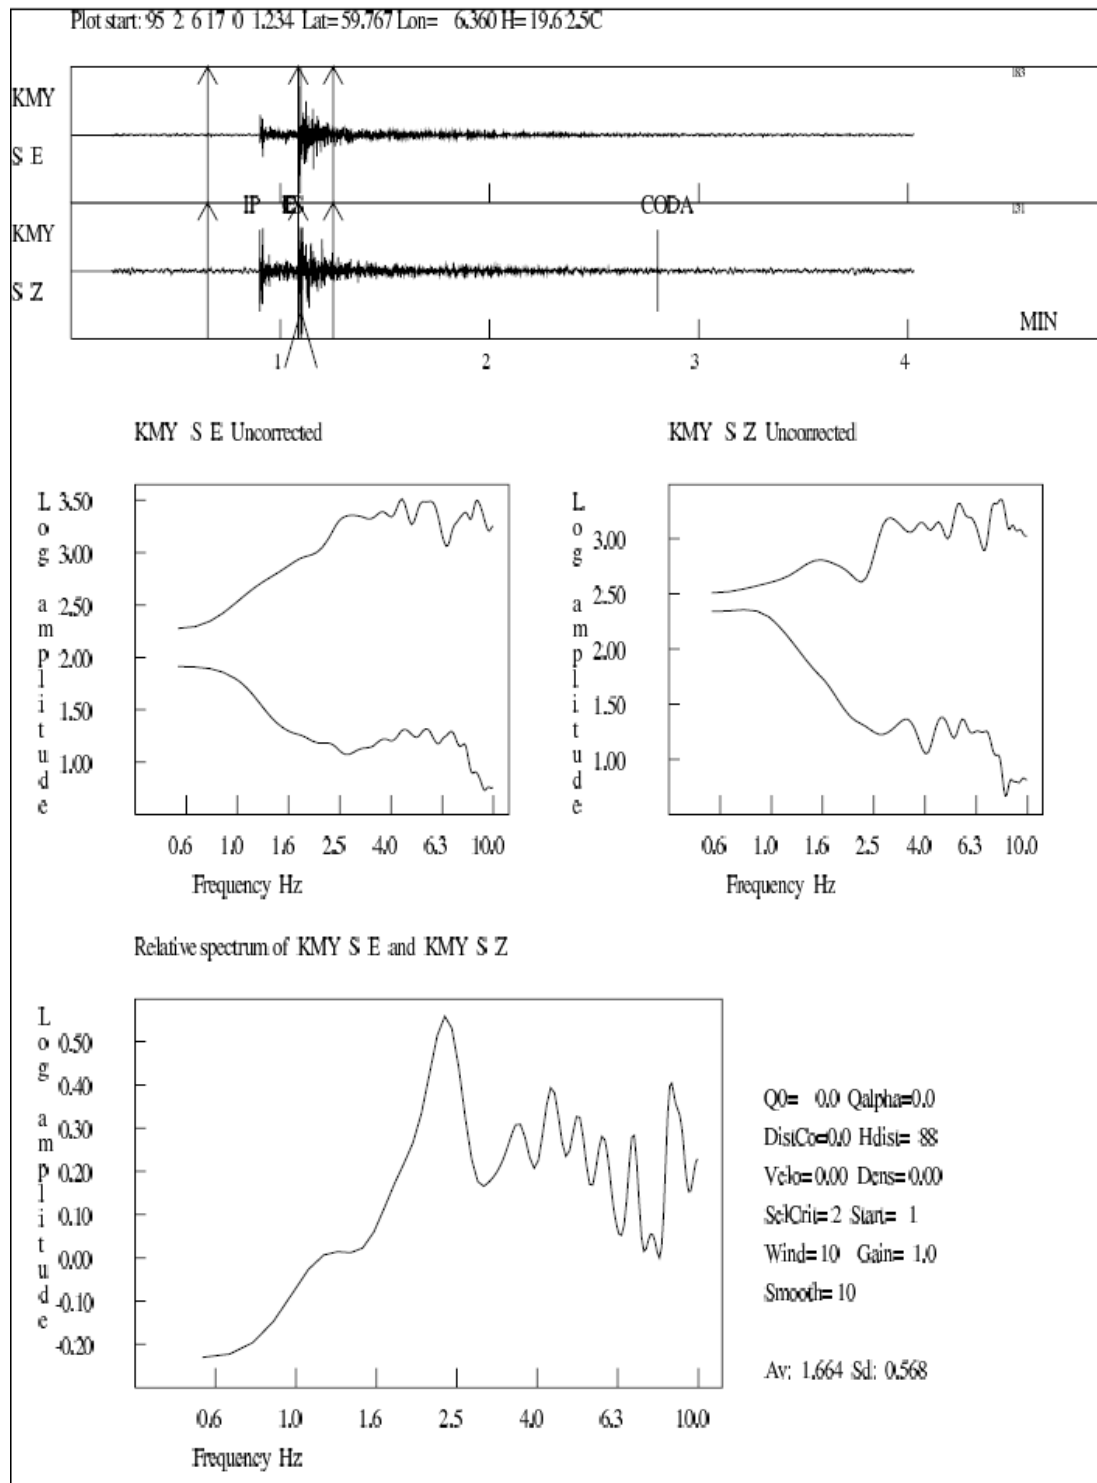 Plot start: 95 2 6 17 0 1.234 Lat= 59.767 Lon= 6.360 H= 19.6 2.5C
KMY
S E
183
IP
ES
CODA
KMY
S Z
131
MIN
1 2 3 4
KMY S E Uncorrected
Log amplitude
3.50
3.00
2.50
2.00
1.50
1.00
0.6 1.0 1.6 2.5 4.0 6.3 10.0
Frequency Hz
KMY S Z Uncorrected
Log amplitude
3.00
2.50
2.00
1.50
1.00
0.6 1.0 1.6 2.5 4.0 6.3 10.0
Frequency Hz
Relative spectrum of KMY S E and KMY S Z
Log amplitude
0.50
0.40
0.30
0.20
0.10
0.00
-0.10
-0.20
0.6 1.0 1.6 2.5 4.0 6.3 10.0
Frequency Hz
Q0= 0.0 Qalpha=0.0
DistCo=0.0 Hdist= 88
Velo= 0.00 Dens= 0.00
SelCrit= 2 Start= 1
Wind= 10 Gain= 1.0
Smooth= 10
Av: 1.664 Sd: 0.568